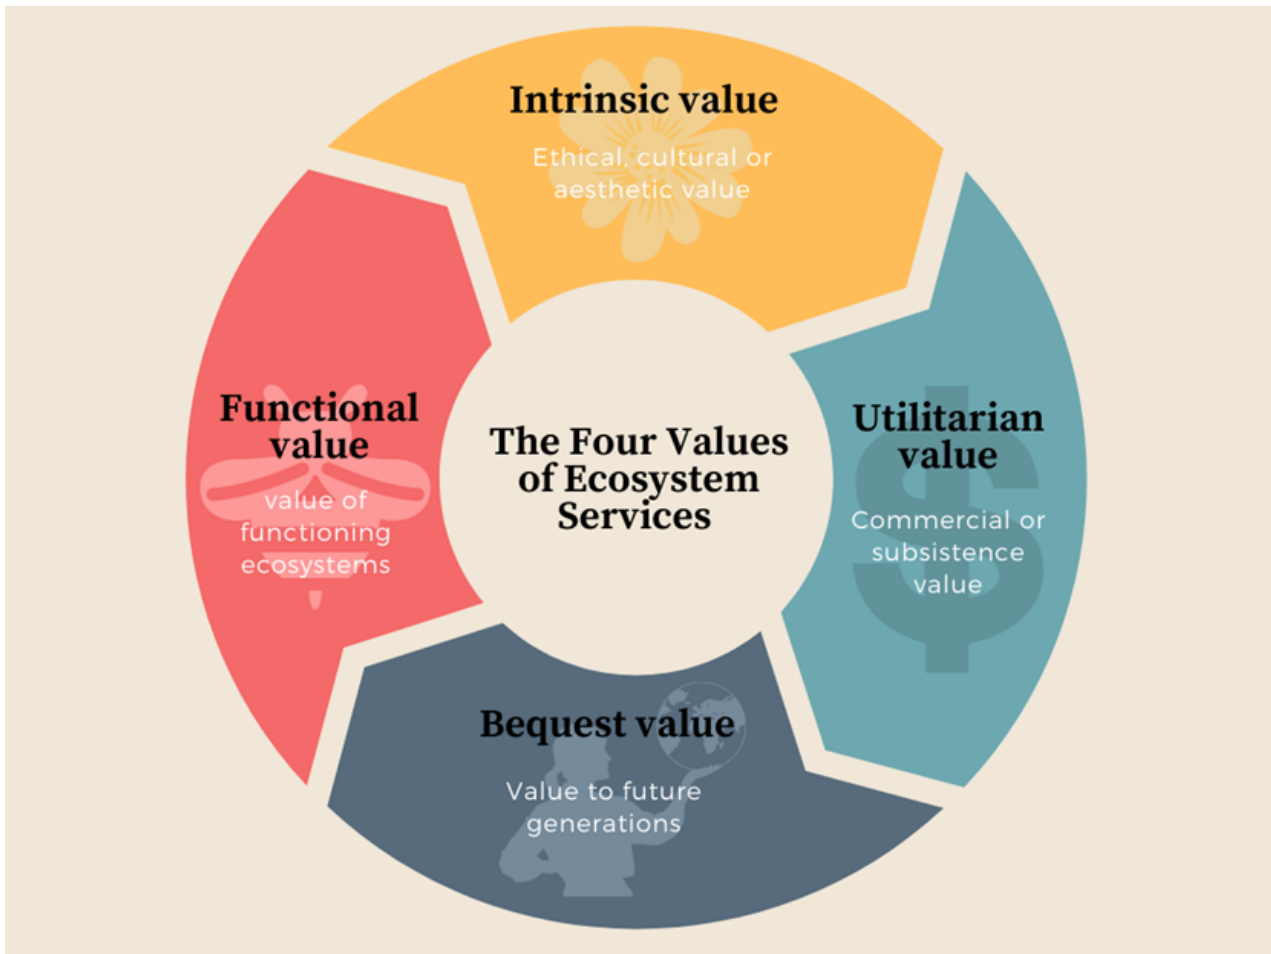 Intrinsic value
Ethical, cultural or
aesthetic value
Functional
value
value of
functioning
ecosystems
The Four Values
of Ecosystem
Services
Utilitarian
value
Commercial or
subsistence
value
Bequest value
Value to future
generations